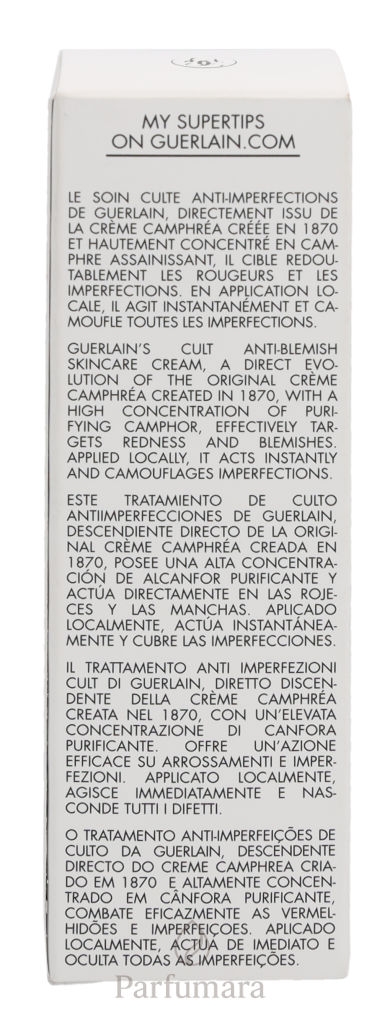 MY SUPERTIPS
ON GUERLAIN.COM
LE SOIN CULTE ANTI-IMPERFECTIONS
DE GUERLAIN, DIRECTEMENT ISSU DE
LA CRÈME CAMPHRÉA CRÉÉE EN 1870
ET HAUTEMENT CONCENTRÉ EN CAM-
PHRE ASSAINISSANT, IL CIBLE REDOU-
TABLEMENT LES ROUGEURS ET LES
IMPERFECTIONS. EN APPLICATION LO-
CALE, IL AGIT INSTANTANÉMENT ET CA-
MOUFLE TOUTES LES IMPERFECTIONS.
GUERLAIN'S CULT ANTI-BLEMISH
SKINCARE CREAM, A DIRECT EVO-
LUTION OF THE ORIGINAL CRÈME
CAMPHRÉA CREATED IN 1870, WITH A
HIGH CONCENTRATION OF PURI-
FYING CAMPHOR, EFFECTIVELY TAR-
GETS REDNESS AND BLEMISHES.
APPLIED LOCALLY, IT ACTS INSTANTLY
AND CAMOUFLAGES IMPERFECTIONS.
ESTE TRATAMIENTO DE CULTO
ANTIIMPERFECCIONES DE GUERLAIN,
DESCENDIENTE DIRECTO DE LA ORIGI-
NAL CRÈME CAMPHRÉA CREADA EN
1870, POSEE UNA ALTA CONCENTRA-
CIÓN DE ALCANFOR PURIFICANTE Y
ACTÚA DIRECTAMENTE EN LAS ROJE-
CES Y LAS MANCHAS. APLICADO
LOCALMENTE, ACTÚA INSTANTÁNEA-
MENTE Y CUBRE LAS IMPERFECCIONES.
IL TRATTAMENTO ANTI IMPERFEZIONI
CULT DI GUERLAIN, DIRETTO DISCEN-
DENTE DELLA CRÈME CAMPHRÉA
CREATA NEL 1870, CON UN'ELEVATA
CONCENTRAZIONE DI CANFORA
PURIFICANTE. OFFRE UN'AZIONE
EFFICACE SU ARROSSAMENTI E IMPER-
FEZIONI. APPLICATO LOCALMENTE,
AGISCE IMMEDIATAMENTE E NAS-
CONDE TUTTI I DIFETTI.
O TRATAMENTO ANTI-IMPERFEIÇÕES DE
CULTO DA GUERLAIN, DESCENDENTE
DIRECTO DO CREME CAMPHREA CRIA-
DO EM 1870 E ALTAMENTE CONCEN-
TRADO EM CÂNFORA PURIFICANTE,
COMBATE EFICAZMENTE AS VERMEL-
HIDÕES E IMPERFEIÇOES. APLICADO
LOCALMENTE, ACTUA DE IMEDIATO E
OCULTA TODAS AS IMPERFEIÇÕES.
Parfumara